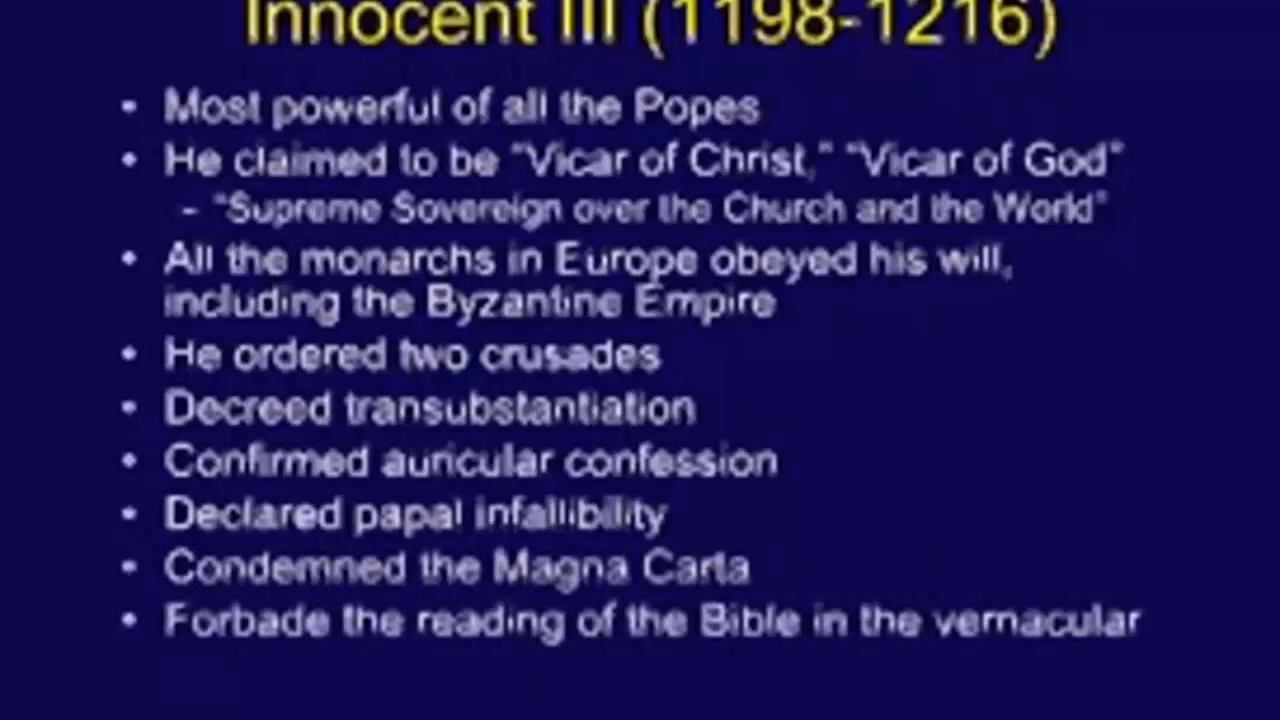 Innocent III (1198-1216)
• Most powerful of all the Popes
• He claimed to be "Vicar of Christ," "Vicar of God"
– "Supreme Sovereign over the Church and the World"
• All the monarchs in Europe obeyed his will,
including the Byzantine Empire
• He ordered two crusades
• Decreed transubstantiation
• Confirmed auricular confession
• Declared papal infallibility
• Condemned the Magna Carta
• Forbade the reading of the Bible in the vernacular